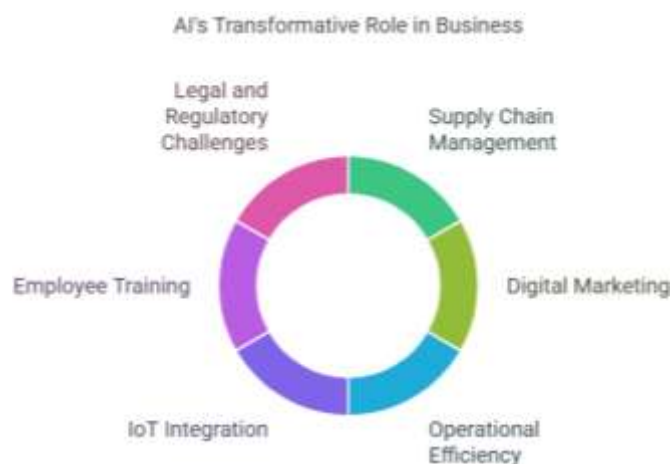 AI's Transformative Role in Business
Legal and
Regulatory
Challenges
Supply Chain
Management
Employee Training
Digital Marketing
IoT Integration
Operational
Efficiency